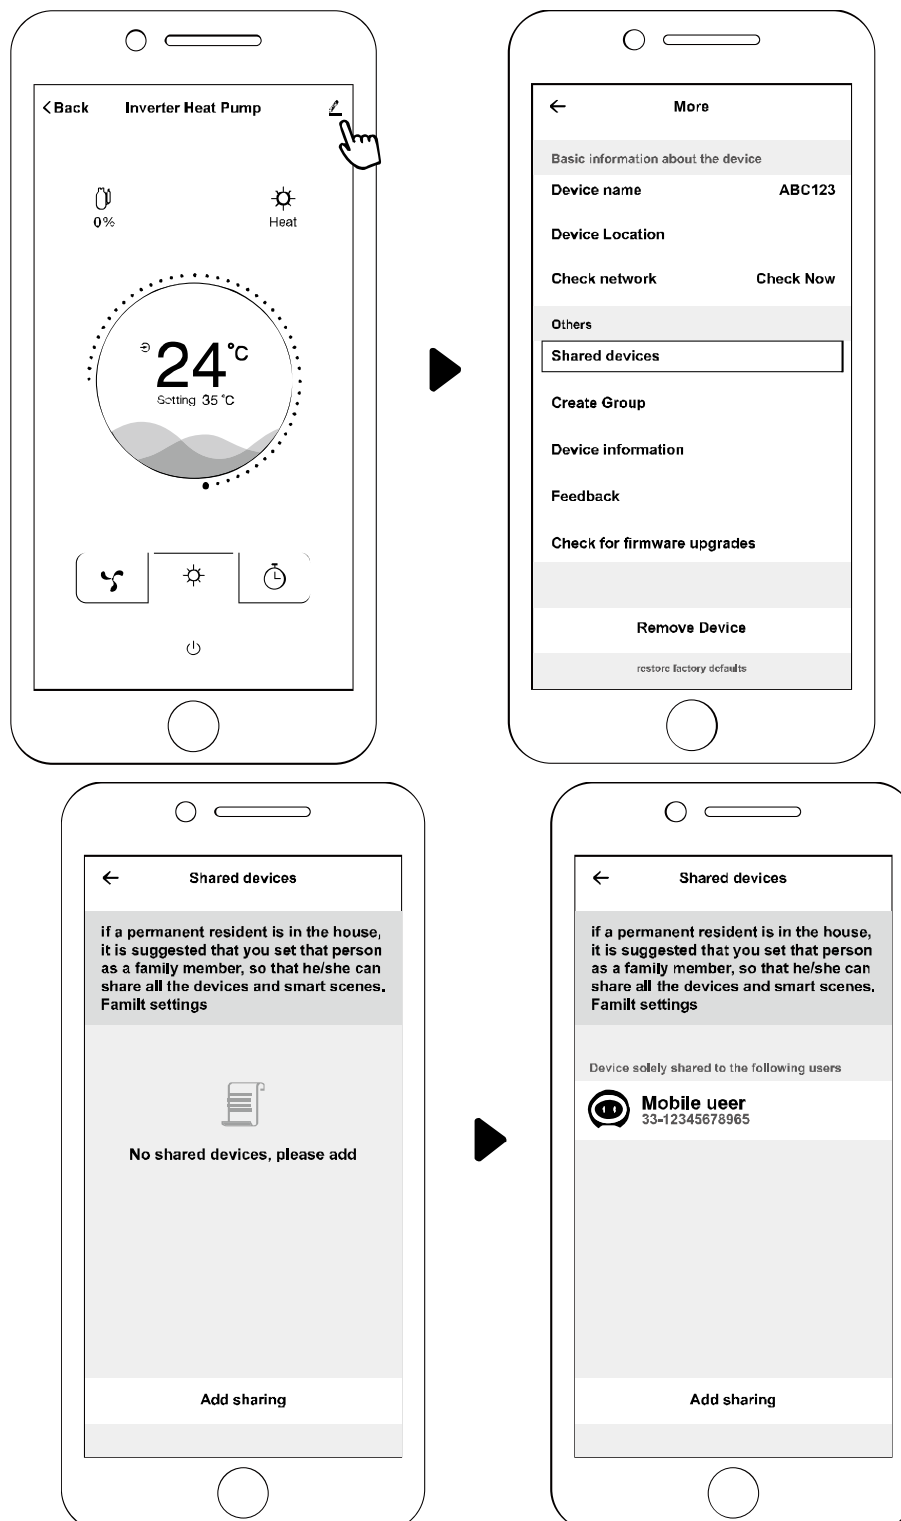 Back Inverter Heat Pump
0%
Heat
24°C
Setting 35°C
More
Basic information about the device
Device name ABC123
Device Location
Check network Check Now
Others
Shared devices
Create Group
Device information
Feedback
Check for firmware upgrades
Remove Device
restore factory defaults
Shared devices
if a permanent resident is in the house,
it is suggested that you set that person
as a family member, so that he/she can
share all the devices and smart scenes.
Familt settings
No shared devices, please add
Add sharing
Shared devices
if a permanent resident is in the house,
it is suggested that you set that person
as a family member, so that he/she can
share all the devices and smart scenes.
Familt settings
Device solely shared to the following users
Mobile ueer
33-12345678965
Add sharing